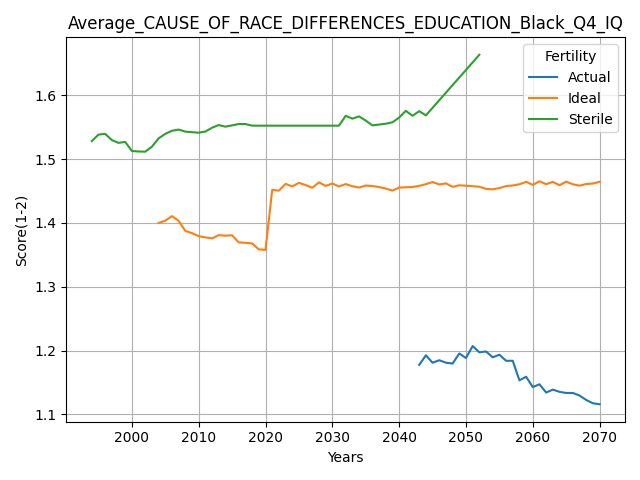 Average_CAUSE_OF_RACE_DIFFERENCES_EDUCATION_Black_Q4_IQ
Fertility
Actual
Ideal
Sterile
Score(1-2)
1.6
1.5
1.4
1.3
1.2
1.1
2000 2010 2020 2030 2040 2050 2060 2070
Years